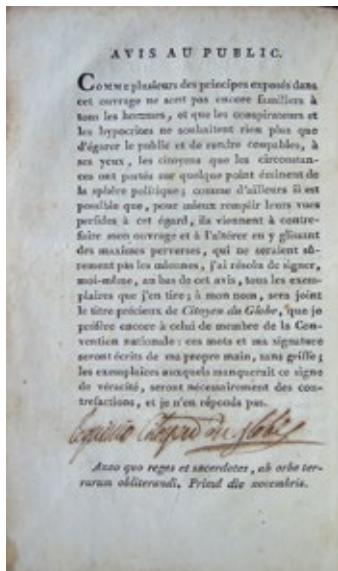 AVIS AU PUBLIC.
Comme plusieurs des principes exposés dans
cet ouvrage ne sont pas encore familiers à
tous les hommes, et que les conspirateurs et
les hypocrites ne souhaitent rien plus que
d'égarer le public et de rendre coupables, à
ses yeux, les citoyens que les circonstan-
ces ont portés sur quelque point éminent de
la sphère politique; comme d'ailleurs il est
possible que, pour mieux remplir leurs vues
perfides à cet égard, ils viennent à contre-
faire mon ouvrage et à l'altérer en y glissant
des maximes perverses, qui ne seraient sû-
rement pas les miennes, j'ai résolu de signer,
moi-même, au bas de cet avis, tous les exem-
plaires que j'en tire; à mon nom, sera joint
le titre précieux de Citoyen du Globe, que je
préfère encore à celui de membre de la Con-
vention nationale: ces mots et ma signature
seront écrits de ma propre main, sans griffe;
les exemplaires auxquels manquerait ce signe
de véracité, seront nécessairement des con-
trefactions, et je n'en réponds pas.
Lequinio Citoyen du globe
Anno quo reges et sacerdotes, ab orbe ter-
rarum obliterandi, Primâ die novembris.